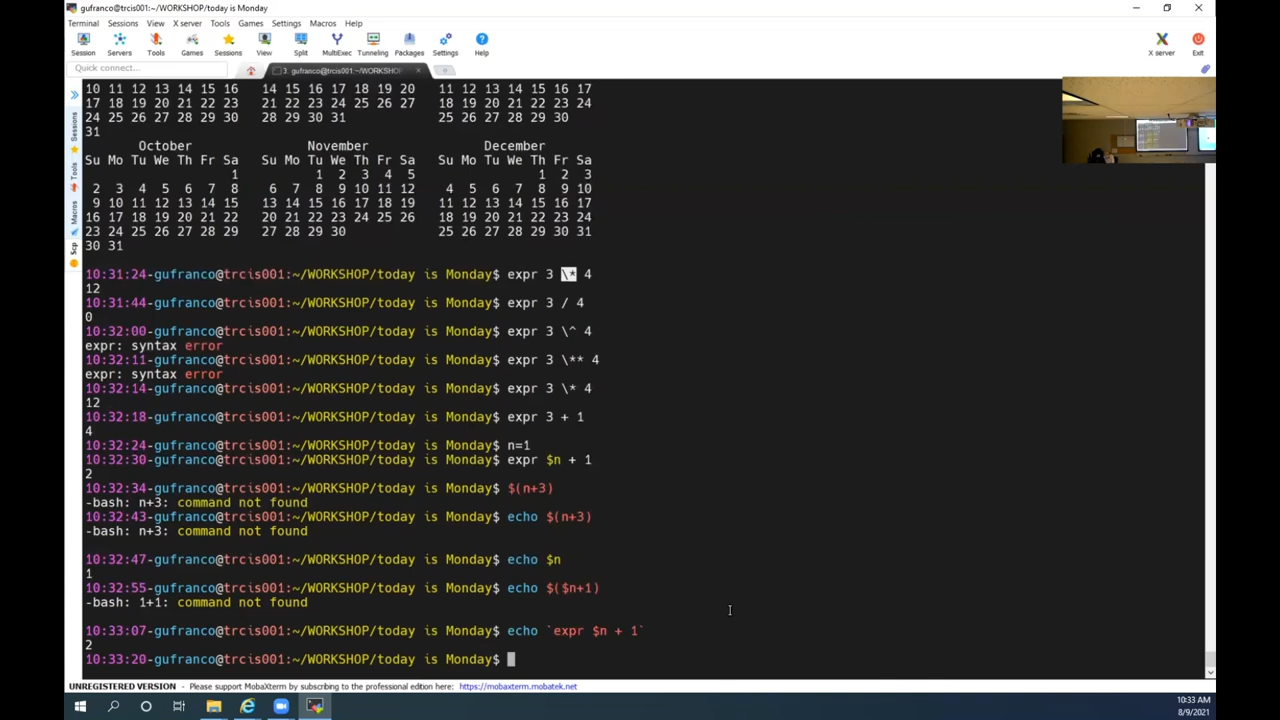 gufranco@trcis001:~/WORKSHOP/today is Monday
Terminal Sessions View X server Tools Games Settings Macros Help
Session Servers Tools Games Sessions View Split MultiExec Tunneling Packages Settings Help X server Exit
Quick connect...
3. gufranco@trcis001:~/WORKSHOP
Sessions
Tools
Macros
Scp
10 11 12 13 14 15 16 14 15 16 17 18 19 20 11 12 13 14 15 16 17
17 18 19 20 21 22 23 21 22 23 24 25 26 27 18 19 20 21 22 23 24
24 25 26 27 28 29 30 28 29 30 31 25 26 27 28 29 30
31
October November December
Su Mo Tu We Th Fr Sa Su Mo Tu We Th Fr Sa Su Mo Tu We Th Fr Sa
1 1 2 3 4 5 1 2 3
2 3 4 5 6 7 8 6 7 8 9 10 11 12 4 5 6 7 8 9 10
9 10 11 12 13 14 15 13 14 15 16 17 18 19 11 12 13 14 15 16 17
16 17 18 19 20 21 22 20 21 22 23 24 25 26 18 19 20 21 22 23 24
23 24 25 26 27 28 29 27 28 29 30 25 26 27 28 29 30 31
30 31
10:31:24-gufranco@trcis001:~/WORKSHOP/today is Monday$ expr 3 \* 4
12
10:31:44-gufranco@trcis001:~/WORKSHOP/today is Monday$ expr 3 / 4
0
10:32:00-gufranco@trcis001:~/WORKSHOP/today is Monday$ expr 3 \^ 4
expr: syntax error
10:32:11-gufranco@trcis001:~/WORKSHOP/today is Monday$ expr 3 \** 4
expr: syntax error
10:32:14-gufranco@trcis001:~/WORKSHOP/today is Monday$ expr 3 \* 4
12
10:32:18-gufranco@trcis001:~/WORKSHOP/today is Monday$ expr 3 + 1
4
10:32:24-gufranco@trcis001:~/WORKSHOP/today is Monday$ n=1
10:32:30-gufranco@trcis001:~/WORKSHOP/today is Monday$ expr $n + 1
2
10:32:34-gufranco@trcis001:~/WORKSHOP/today is Monday$ $(n+3)
-bash: n+3: command not found
10:32:43-gufranco@trcis001:~/WORKSHOP/today is Monday$ echo $(n+3)
-bash: n+3: command not found
10:32:47-gufranco@trcis001:~/WORKSHOP/today is Monday$ echo $n
1
10:32:55-gufranco@trcis001:~/WORKSHOP/today is Monday$ echo $($n+1)
-bash: 1+1: command not found
10:33:07-gufranco@trcis001:~/WORKSHOP/today is Monday$ echo `expr $n + 1`
2
10:33:20-gufranco@trcis001:~/WORKSHOP/today is Monday$
UNREGISTERED VERSION - Please support MobaXterm by subscribing to the professional edition here: https://mobaxterm.mobatek.net
10:33 AM
8/9/2021